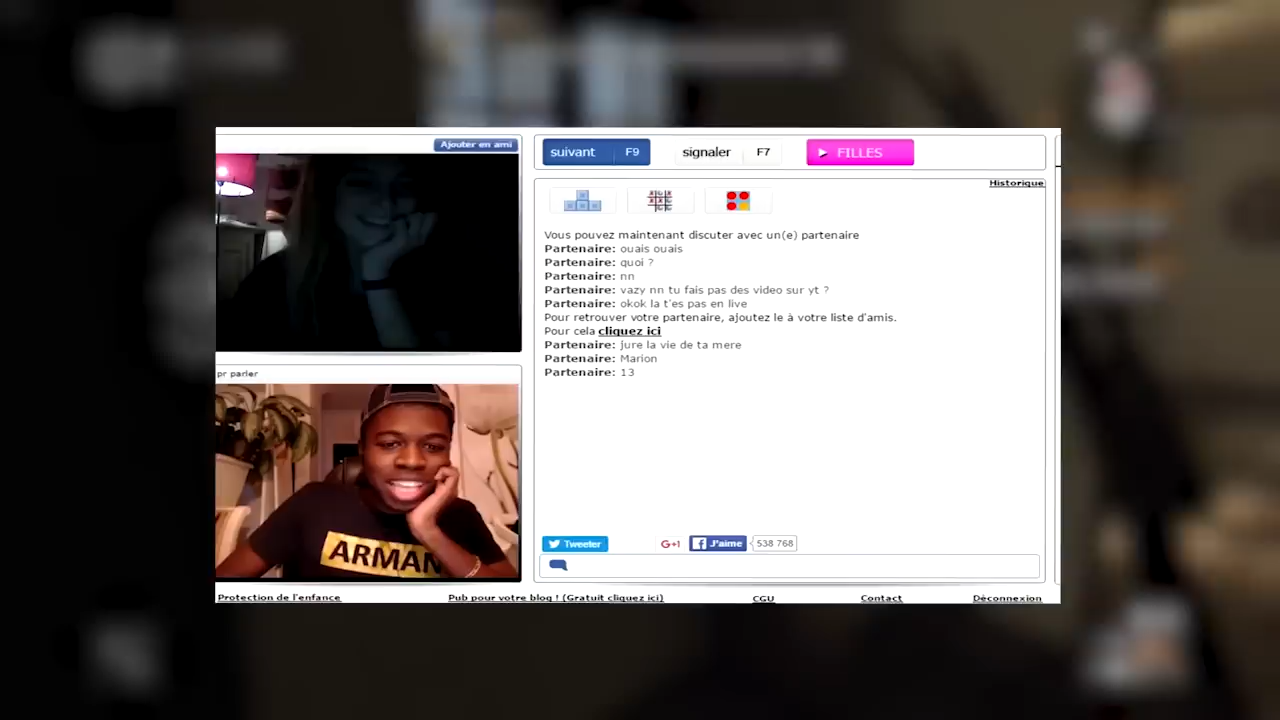 Ajouter en ami
suivant F9 signaler F7 FILLES
Historique
Vous pouvez maintenant discuter avec un(e) partenaire
Partenaire: ouais ouais
Partenaire: quoi ?
Partenaire: nn
Partenaire: vazy nn tu fais pas des video sur yt ?
Partenaire: okok la t'es pas en live
Pour retrouver votre partenaire, ajoutez le à votre liste d'amis.
Pour cela cliquez ici
Partenaire: jure la vie de ta mere
Partenaire: Marion
Partenaire: 13
pr parler
ARMAN
Tweeter G+1 J'aime 538 768
Protection de l'enfance Pub pour votre blog ! (Gratuit cliquez ici) CGU Contact Déconnexion